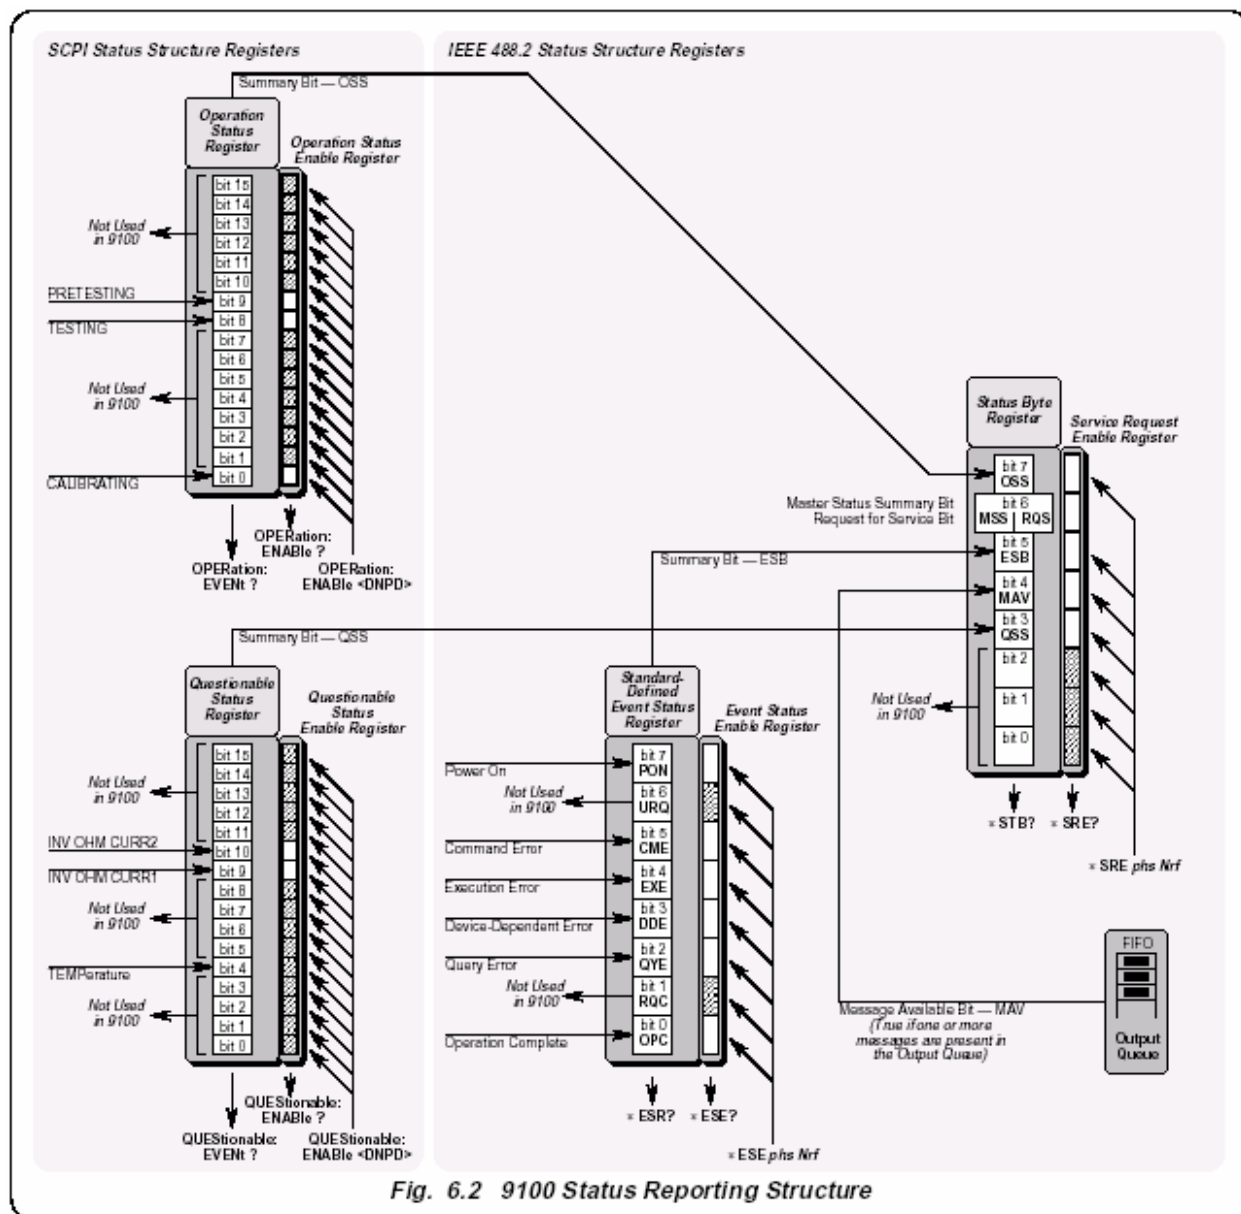 SCPI Status Structure Registers
IEEE 488.2 Status Structure Registers
Summary Bit — OSS
Operation
Status
Register
Operation Status
Enable Register
bit 15
bit 14
bit 13
bit 12
bit 11
bit 10
bit 9
bit 8
bit 7
bit 6
bit 5
bit 4
bit 3
bit 2
bit 1
bit 0
Not Used
in 9100
PRETESTING
TESTING
Not Used
in 9100
CALIBRATING
OPERation:
ENABle ?
OPERation:
EVENt ?
OPERation:
ENABle <DNPD>
Status Byte
Register
Service Request
Enable Register
bit 7
OSS
bit 6
MSS | RQS
bit 5
ESB
bit 4
MAV
bit 3
QSS
bit 2
bit 1
bit 0
Master Status Summary Bit
Request for Service Bit
Summary Bit — ESB
Not Used
in 9100
* STB?
* SRE?
* SRE phs Nrf
Summary Bit — QSS
Questionable
Status
Register
Questionable
Status
Enable Register
bit 15
bit 14
bit 13
bit 12
bit 11
bit 10
bit 9
bit 8
bit 7
bit 6
bit 5
bit 4
bit 3
bit 2
bit 1
bit 0
Not Used
in 9100
INV OHM CURR2
INV OHM CURR1
Not Used
in 9100
TEMPerature
Not Used
in 9100
QUEStionable:
ENABle ?
QUEStionable:
EVENt ?
QUEStionable:
ENABle <DNPD>
Standard-
Defined
Event Status
Register
Event Status
Enable Register
Power On
bit 7
PON
Not Used
in 9100
bit 6
URQ
Command Error
bit 5
CME
Execution Error
bit 4
EXE
Device-Dependent Error
bit 3
DDE
Query Error
bit 2
QYE
Not Used
in 9100
bit 1
RQC
Operation Complete
bit 0
OPC
* ESR?
* ESE?
* ESE phs Nrf
Message Available Bit — MAV
(True if one or more
messages are present in
the Output Queue)
FIFO
Output
Queue
Fig. 6.2 9100 Status Reporting Structure